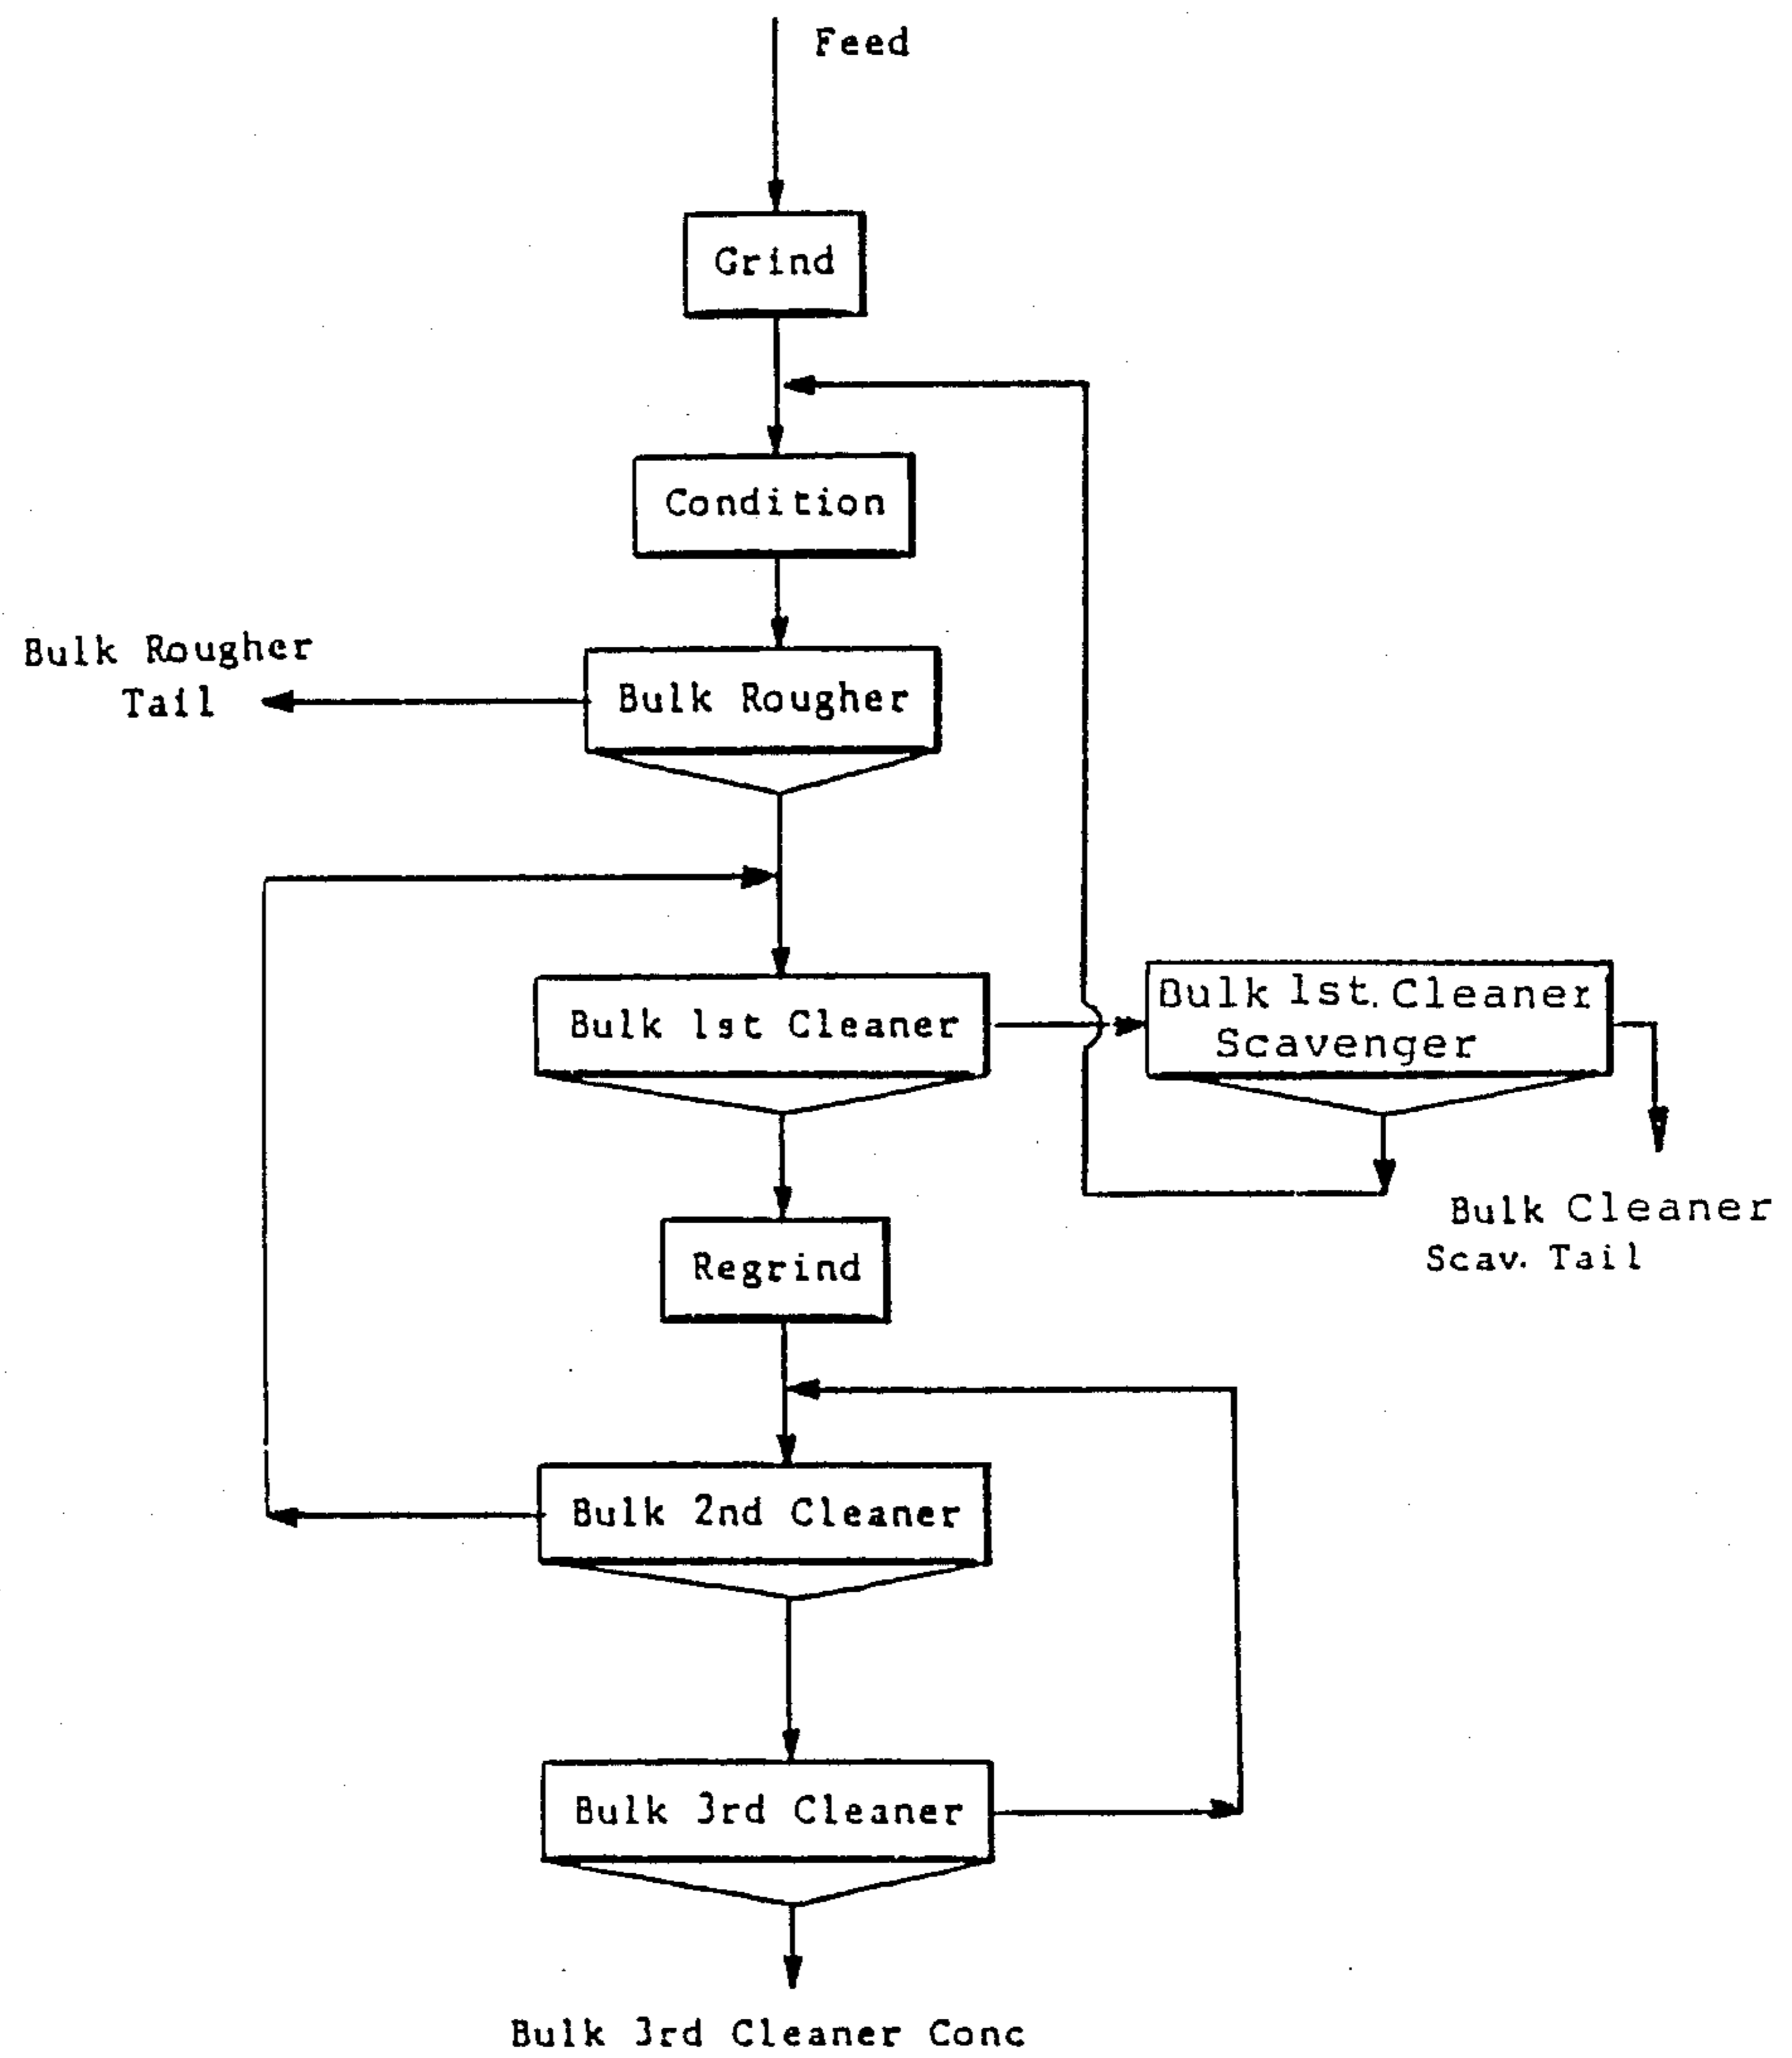 Feed
Grind
Condition
Bulk Rougher
Tail
Bulk Rougher
Bulk 1st Cleaner
Bulk 1st. Cleaner
Scavenger
Bulk Cleaner
Scav. Tail
Regrind
Bulk 2nd Cleaner
Bulk 3rd Cleaner
Bulk 3rd Cleaner Conc